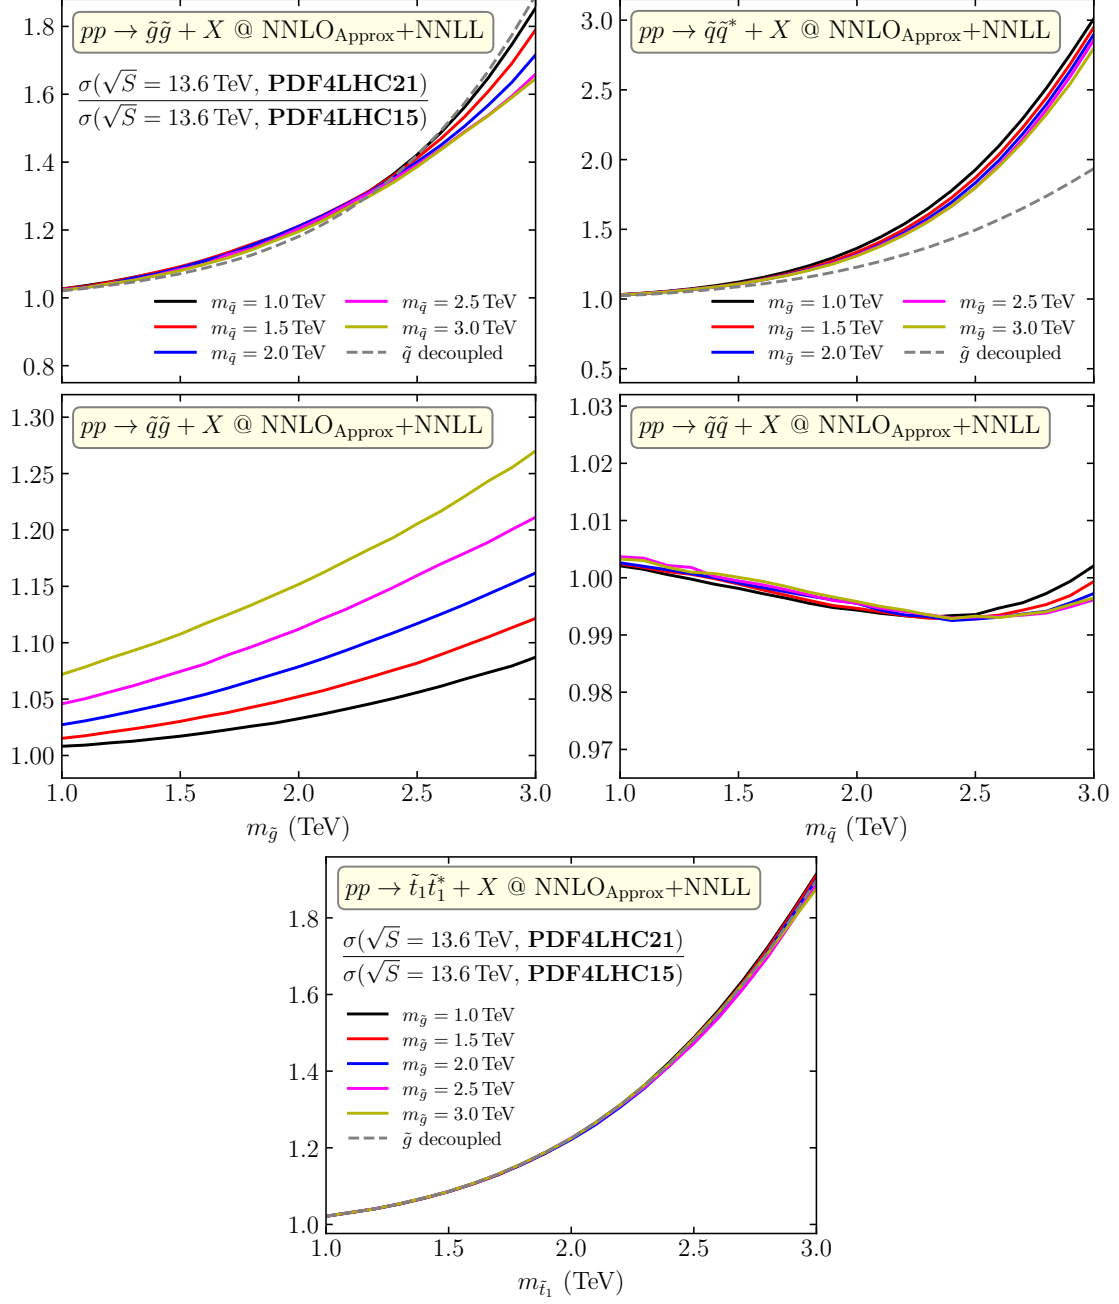 pp → g̃g̃ + X @ NNLO_Approx+NNLL
σ(√S = 13.6 TeV, PDF4LHC21)
σ(√S = 13.6 TeV, PDF4LHC15)
1.8
1.6
1.4
1.2
1.0
0.8
m_q̃ = 1.0 TeV
m_q̃ = 1.5 TeV
m_q̃ = 2.0 TeV
m_q̃ = 2.5 TeV
m_q̃ = 3.0 TeV
q̃ decoupled
pp → q̃q̃* + X @ NNLO_Approx+NNLL
3.0
2.5
2.0
1.5
1.0
0.5
m_g̃ = 1.0 TeV
m_g̃ = 1.5 TeV
m_g̃ = 2.0 TeV
m_g̃ = 2.5 TeV
m_g̃ = 3.0 TeV
g̃ decoupled
pp → q̃g̃ + X @ NNLO_Approx+NNLL
1.30
1.25
1.20
1.15
1.10
1.05
1.00
1.0 1.5 2.0 2.5 3.0
m_g̃ (TeV)
pp → q̃q̃ + X @ NNLO_Approx+NNLL
1.03
1.02
1.01
1.00
0.99
0.98
0.97
1.0 1.5 2.0 2.5 3.0
m_q̃ (TeV)
pp → t̃₁t̃₁* + X @ NNLO_Approx+NNLL
σ(√S = 13.6 TeV, PDF4LHC21)
σ(√S = 13.6 TeV, PDF4LHC15)
1.8
1.6
1.4
1.2
1.0
m_g̃ = 1.0 TeV
m_g̃ = 1.5 TeV
m_g̃ = 2.0 TeV
m_g̃ = 2.5 TeV
m_g̃ = 3.0 TeV
g̃ decoupled
1.0 1.5 2.0 2.5 3.0
m_t̃₁ (TeV)